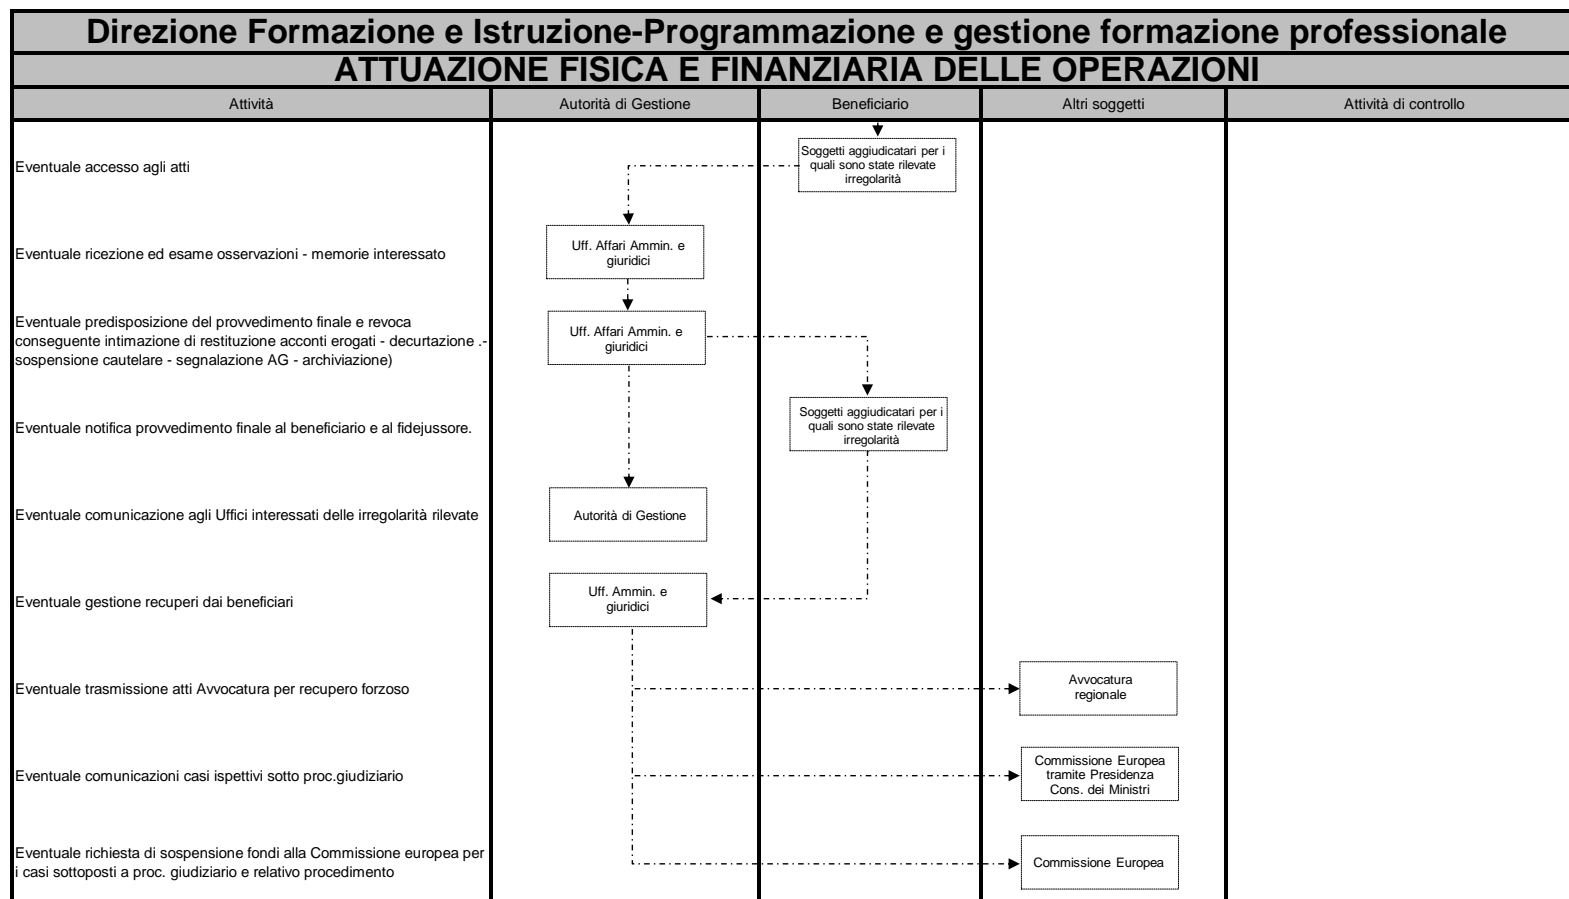 Direzione Formazione e Istruzione-Programmazione e gestione formazione professionale
ATTUAZIONE FISICA E FINANZIARIA DELLE OPERAZIONI
Attività
Autorità di Gestione
Beneficiario
Altri soggetti
Attività di controllo
Eventuale accesso agli atti
Soggetti aggiudicatari per i
quali sono state rilevate
irregolarità
Eventuale ricezione ed esame osservazioni - memorie interessato
Uff. Affari Ammin. e
giuridici
Eventuale predisposizione del provvedimento finale e revoca
conseguente intimazione di restituzione acconti erogati - decurtazione .-
sospensione cautelare - segnalazione AG - archiviazione)
Uff. Affari Ammin. e
giuridici
Eventuale notifica provvedimento finale al beneficiario e al fidejussore.
Soggetti aggiudicatari per i
quali sono state rilevate
irregolarità
Eventuale comunicazione agli Uffici interessati delle irregolarità rilevate
Autorità di Gestione
Eventuale gestione recuperi dai beneficiari
Uff. Ammin. e
giuridici
Eventuale trasmissione atti Avvocatura per recupero forzoso
Avvocatura
regionale
Eventuale comunicazioni casi ispettivi sotto proc.giudiziario
Commissione Europea
tramite Presidenza
Cons. dei Ministri
Eventuale richiesta di sospensione fondi alla Commissione europea per
i casi sottoposti a proc. giudiziario e relativo procedimento
Commissione Europea